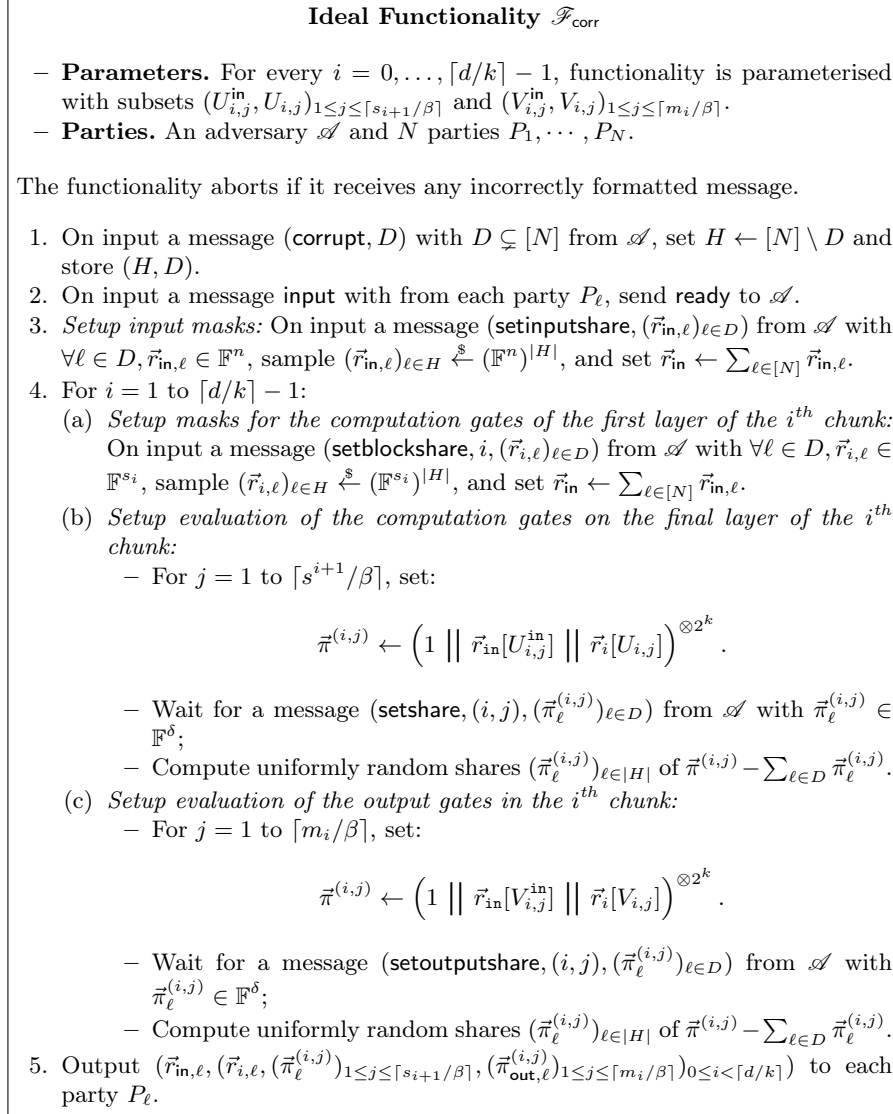 Ideal Functionality ℱ_corr
– Parameters. For every i = 0, . . . , ⌈d/k⌉ − 1, functionality is parameterised
with subsets (U^in_{i,j}, U_{i,j})_{1≤j≤⌈s_{i+1}/β⌉} and (V^in_{i,j}, V_{i,j})_{1≤j≤⌈m_i/β⌉}.
– Parties. An adversary 𝒜 and N parties P_1, · · · , P_N.
The functionality aborts if it receives any incorrectly formatted message.
1. On input a message (corrupt, D) with D ⊊ [N] from 𝒜, set H ← [N] \ D and
store (H, D).
2. On input a message input with from each party P_ℓ, send ready to 𝒜.
3. Setup input masks: On input a message (setinputshare, (r⃗_{in,ℓ})_{ℓ∈D}) from 𝒜 with
∀ℓ ∈ D, r⃗_{in,ℓ} ∈ 𝔽^n, sample (r⃗_{in,ℓ})_{ℓ∈H} ←$ (𝔽^n)^{|H|}, and set r⃗_in ← ∑_{ℓ∈[N]} r⃗_{in,ℓ}.
4. For i = 1 to ⌈d/k⌉ − 1:
(a) Setup masks for the computation gates of the first layer of the i^{th} chunk:
On input a message (setblockshare, i, (r⃗_{i,ℓ})_{ℓ∈D}) from 𝒜 with ∀ℓ ∈ D, r⃗_{i,ℓ} ∈
𝔽^{s_i}, sample (r⃗_{i,ℓ})_{ℓ∈H} ←$ (𝔽^{s_i})^{|H|}, and set r⃗_in ← ∑_{ℓ∈[N]} r⃗_{in,ℓ}.
(b) Setup evaluation of the computation gates on the final layer of the i^{th}
chunk:
– For j = 1 to ⌈s^{i+1}/β⌉, set:
π⃗^{(i,j)} ← (1 || r⃗_in[U^in_{i,j}] || r⃗_i[U_{i,j}])^{⊗2^k}.
– Wait for a message (setshare, (i, j), (π⃗^{(i,j)}_ℓ)_{ℓ∈D}) from 𝒜 with π⃗^{(i,j)}_ℓ ∈
𝔽^δ;
– Compute uniformly random shares (π⃗^{(i,j)}_ℓ)_{ℓ∈|H|} of π⃗^{(i,j)} − ∑_{ℓ∈D} π⃗^{(i,j)}_ℓ.
(c) Setup evaluation of the output gates in the i^{th} chunk:
– For j = 1 to ⌈m_i/β⌉, set:
π⃗^{(i,j)} ← (1 || r⃗_in[V^in_{i,j}] || r⃗_i[V_{i,j}])^{⊗2^k}.
– Wait for a message (setoutputshare, (i, j), (π⃗^{(i,j)}_ℓ)_{ℓ∈D}) from 𝒜 with
π⃗^{(i,j)}_ℓ ∈ 𝔽^δ;
– Compute uniformly random shares (π⃗^{(i,j)}_ℓ)_{ℓ∈|H|} of π⃗^{(i,j)} − ∑_{ℓ∈D} π⃗^{(i,j)}_ℓ.
5. Output (r⃗_{in,ℓ}, (r⃗_{i,ℓ}, (π⃗^{(i,j)}_ℓ)_{1≤j≤⌈s_{i+1}/β⌉}, (π⃗^{(i,j)}_{out,ℓ})_{1≤j≤⌈m_i/β⌉})_{0≤i<⌈d/k⌉}) to each
party P_ℓ.